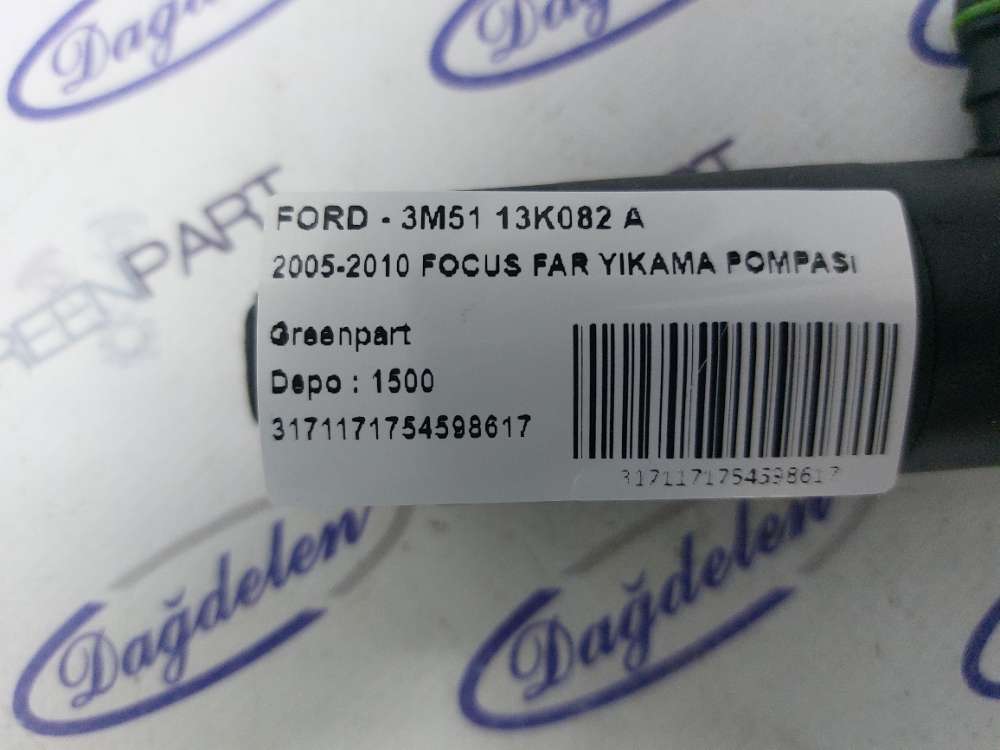 Dağdelen
Dağdelen
GREENPART
FORD - 3M51 13K082 A
2005-2010 FOCUS FAR YIKAMA POMPASI
Greenpart
Depo : 1500
3171171754598617
3171171754598617
Dağdelen
Dağdelen